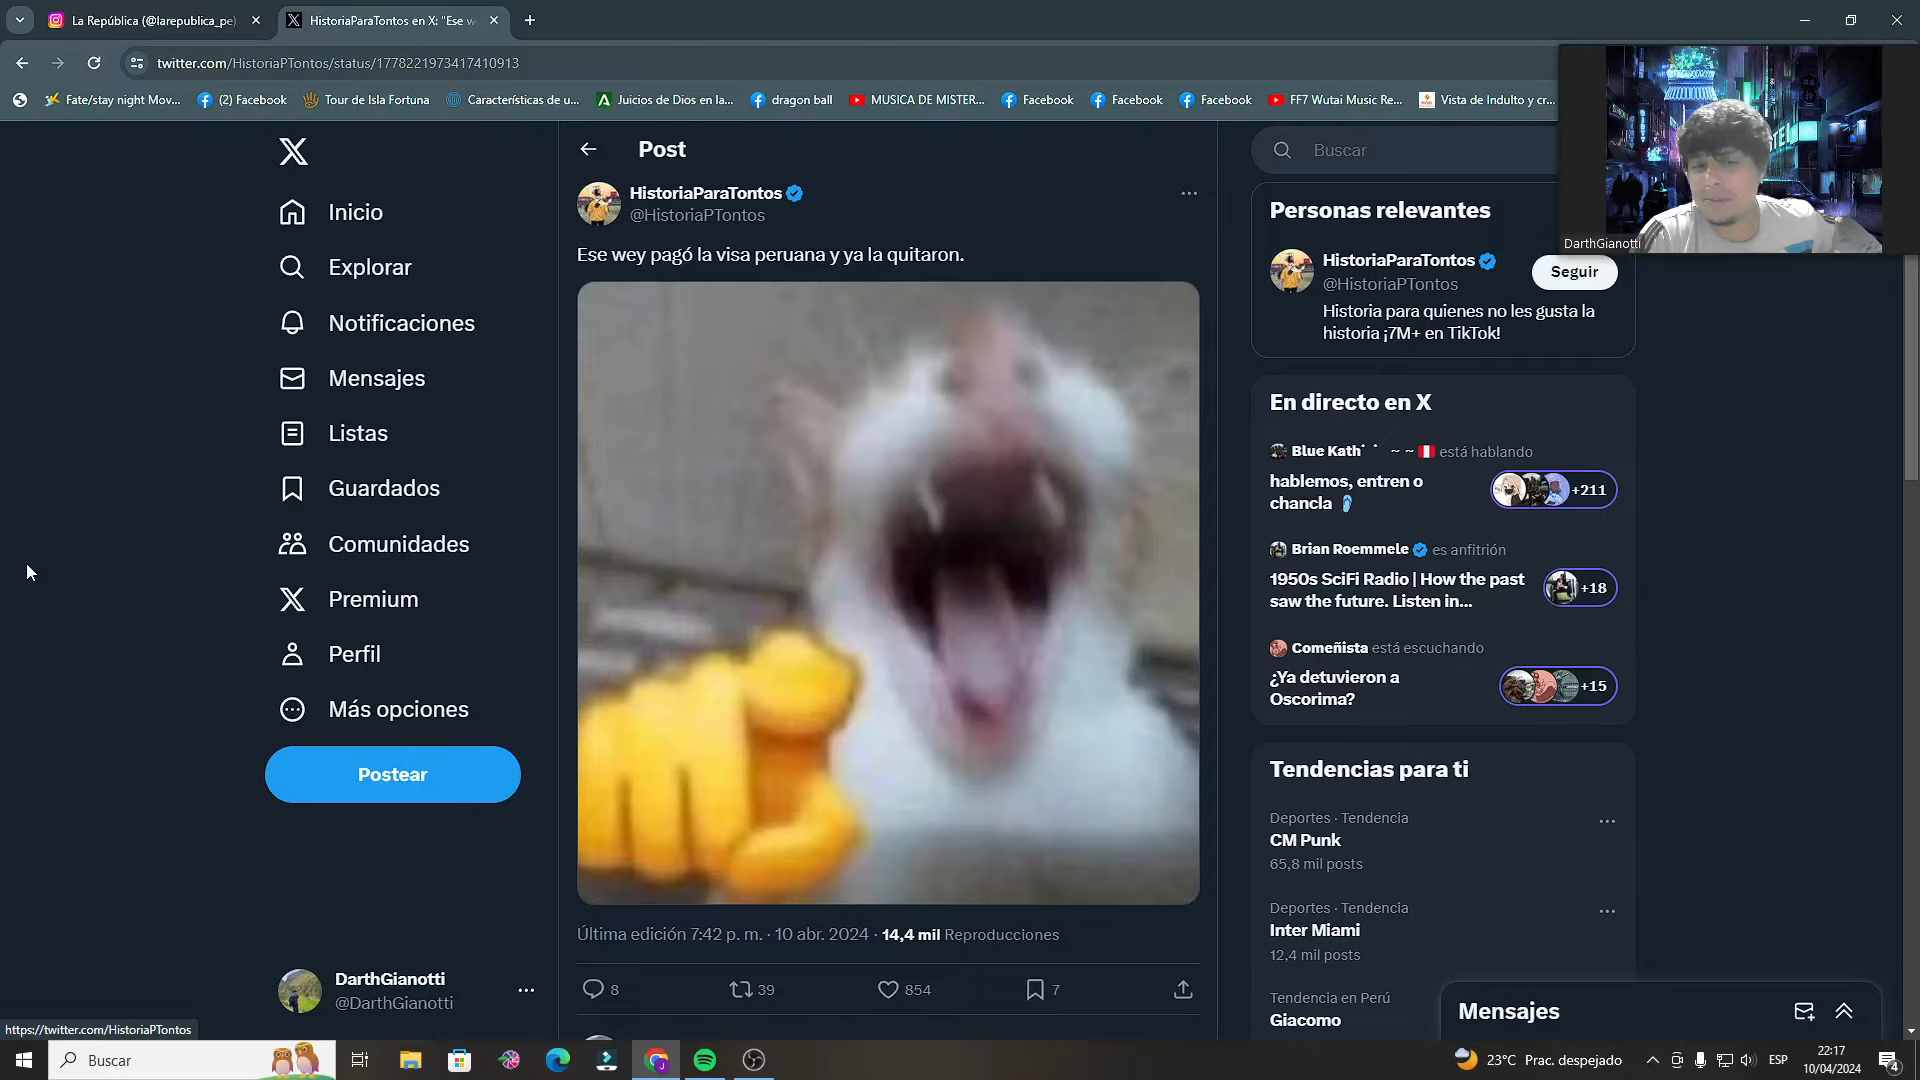 La República (@larepublica_pe)
HistoriaParaTontos en X: "Ese w
twitter.com/HistoriaPTontos/status/1778221973417410913
Fate/stay night Mov...
(2) Facebook
Tour de Isla Fortuna
Características de u...
Juicios de Dios en la...
dragon ball
MUSICA DE MISTER...
Facebook
Facebook
Facebook
FF7 Wutai Music Re...
Vista de Indulto y cr...
DarthGianotti
Inicio
Explorar
Notificaciones
Mensajes
Listas
Guardados
Comunidades
Premium
Perfil
Más opciones
Postear
DarthGianotti
@DarthGianotti
https://twitter.com/HistoriaPTontos
Post
HistoriaParaTontos
@HistoriaPTontos
Ese wey pagó la visa peruana y ya la quitaron.
Última edición 7:42 p. m. · 10 abr. 2024 · 14,4 mil Reproducciones
8
39
854
7
Buscar
Personas relevantes
HistoriaParaTontos
@HistoriaPTontos
Seguir
Historia para quienes no les gusta la
historia ¡7M+ en TikTok!
En directo en X
Blue Kath ~ ~ está hablando
hablemos, entren o
chancla
+211
Brian Roemmele es anfitrión
1950s SciFi Radio | How the past
saw the future. Listen in...
+18
Comeñista está escuchando
¿Ya detuvieron a
Oscorima?
+15
Tendencias para ti
Deportes · Tendencia
CM Punk
65,8 mil posts
Deportes · Tendencia
Inter Miami
12,4 mil posts
Tendencia en Perú
Giacomo
Mensajes
Buscar
23°C Prac. despejado
ESP
22:17
10/04/2024
4